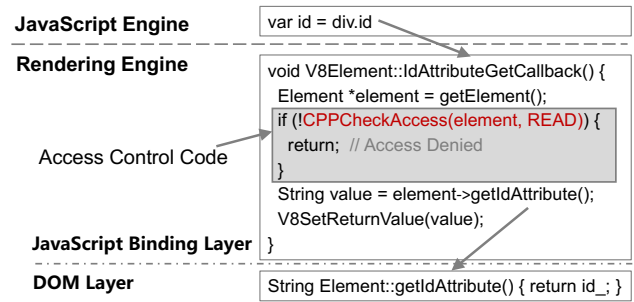 JavaScript Engine
var id = div.id
Rendering Engine
void V8Element::IdAttributeGetCallback() {
Element *element = getElement();
if (!CPPCheckAccess(element, READ)) {
return; // Access Denied
}
Access Control Code
String value = element->getIdAttribute();
V8SetReturnValue(value);
}
JavaScript Binding Layer
DOM Layer
String Element::getIdAttribute() { return id_; }